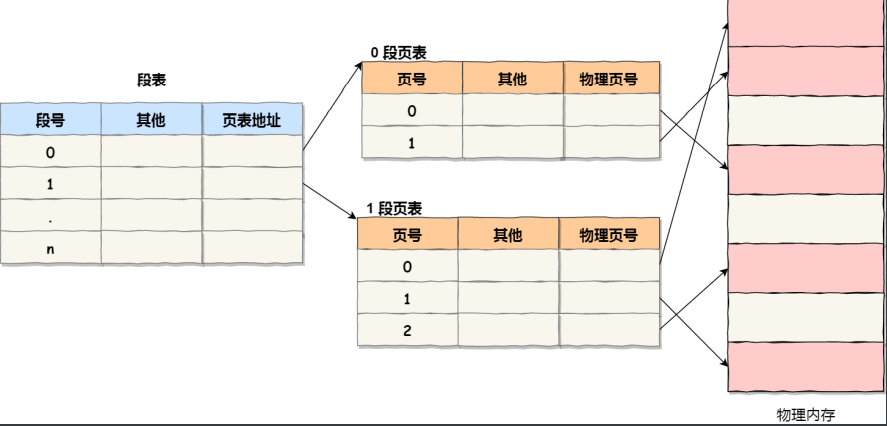 段表
段号 其他 页表地址
0
1
.
n
0 段页表
页号 其他 物理页号
0
1
1 段页表
页号 其他 物理页号
0
1
2
物理内存